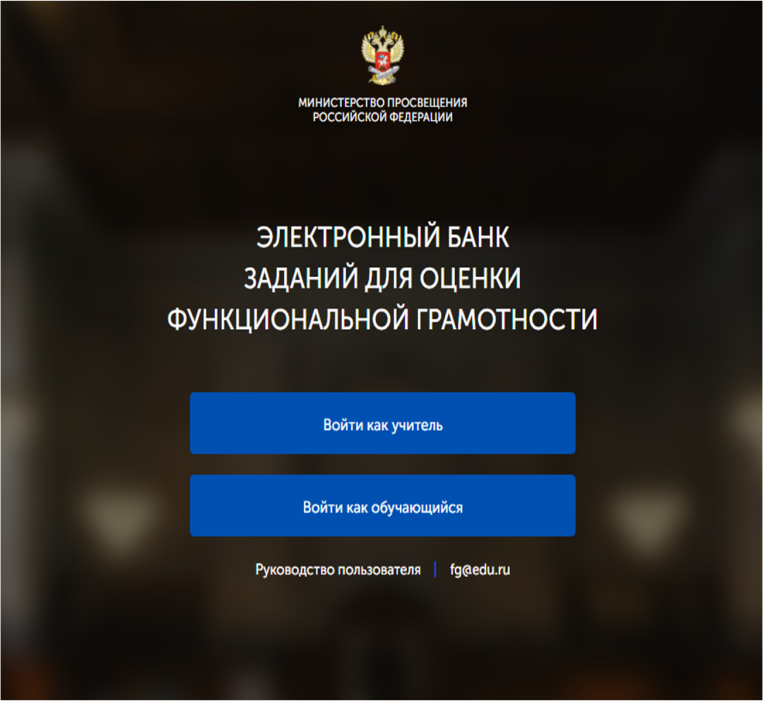 МИНИСТЕРСТВО ПРОСВЕЩЕНИЯ
РОССИЙСКОЙ ФЕДЕРАЦИИ
ЭЛЕКТРОННЫЙ БАНК
ЗАДАНИЙ ДЛЯ ОЦЕНКИ
ФУНКЦИОНАЛЬНОЙ ГРАМОТНОСТИ
Войти как учитель
Войти как обучающийся
Руководство пользователя | fg@edu.ru